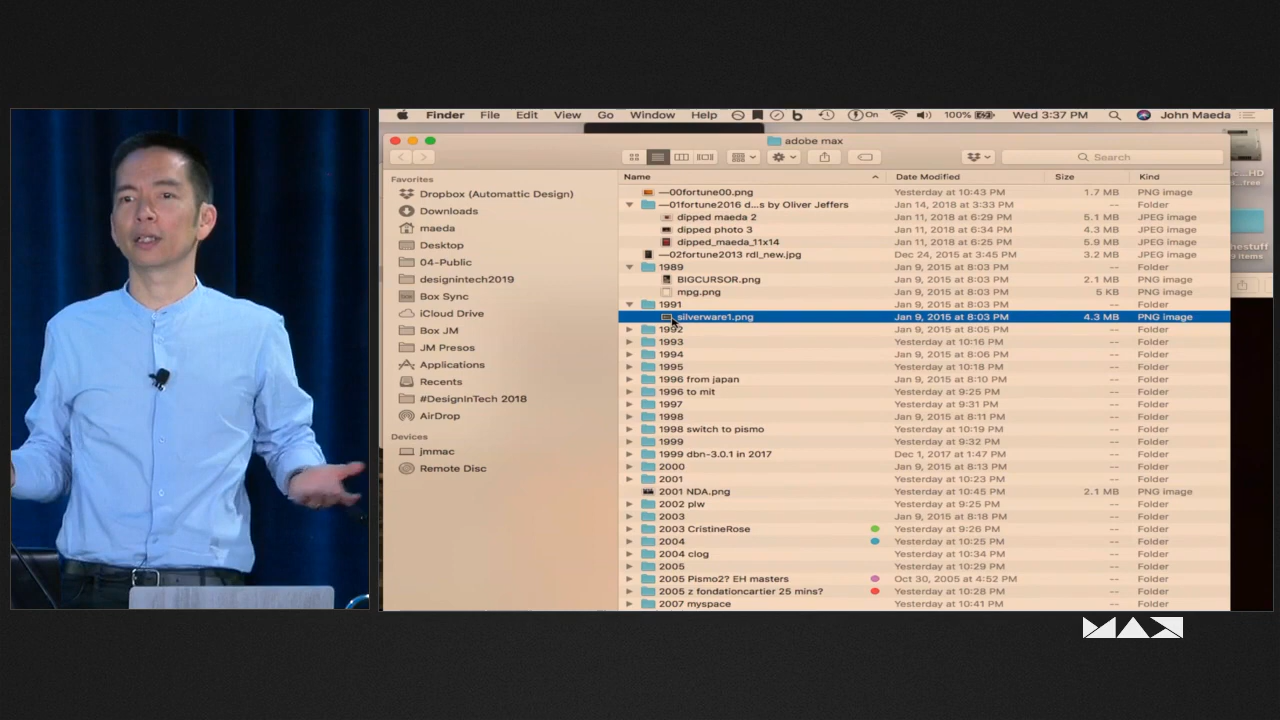 Finder File Edit View Go Window Help On 100% Wed 3:37 PM John Maeda
adobe max
Search
Favorites
Dropbox (Automattic Design)
Downloads
maeda
Desktop
04-Public
designintech2019
Box Sync
iCloud Drive
Box JM
JM Presos
Applications
Recents
#DesignInTech 2018
AirDrop
Devices
jmmac
Remote Disc
Name Date Modified Size Kind
—00fortune00.png Yesterday at 10:43 PM 1.7 MB PNG image
—01fortune2016 d...s by Oliver Jeffers Jan 14, 2018 at 3:33 PM -- Folder
dipped maeda 2 Jan 11, 2018 at 6:29 PM 5.1 MB JPEG image
dipped photo 3 Jan 11, 2018 at 6:34 PM 4.3 MB JPEG image
dipped_maeda_11x14 Jan 11, 2018 at 6:25 PM 5.9 MB JPEG image
—02fortune2013 rdl_new.jpg Dec 24, 2015 at 3:45 PM 3.2 MB JPEG image
1989 Jan 9, 2015 at 8:03 PM -- Folder
BIGCURSOR.png Jan 9, 2015 at 8:03 PM 2.1 MB PNG image
mpg.png Jan 9, 2015 at 8:03 PM 5 KB PNG image
1991 Jan 9, 2015 at 8:03 PM -- Folder
silverware1.png Jan 9, 2015 at 8:03 PM 4.3 MB PNG image
1992 Jan 9, 2015 at 8:05 PM -- Folder
1993 Yesterday at 10:16 PM -- Folder
1994 Jan 9, 2015 at 8:06 PM -- Folder
1995 Yesterday at 10:18 PM -- Folder
1996 from japan Jan 9, 2015 at 8:10 PM -- Folder
1996 to mit Yesterday at 9:25 PM -- Folder
1997 Yesterday at 9:31 PM -- Folder
1998 Jan 9, 2015 at 8:11 PM -- Folder
1998 switch to pismo Yesterday at 10:19 PM -- Folder
1999 Yesterday at 9:32 PM -- Folder
1999 dbn-3.0.1 in 2017 Dec 1, 2017 at 1:47 PM -- Folder
2000 Jan 9, 2015 at 8:13 PM -- Folder
2001 Yesterday at 10:23 PM -- Folder
2001 NDA.png Yesterday at 10:45 PM 2.1 MB PNG image
2002 plw Yesterday at 9:25 PM -- Folder
2003 Jan 9, 2015 at 8:18 PM -- Folder
2003 CristineRose Yesterday at 9:26 PM -- Folder
2004 Yesterday at 10:25 PM -- Folder
2004 clog Yesterday at 10:34 PM -- Folder
2005 Yesterday at 10:29 PM -- Folder
2005 Pismo2? EH masters Oct 30, 2005 at 4:52 PM -- Folder
2005 z fondationcartier 25 mins? Yesterday at 10:28 PM -- Folder
2007 myspace Yesterday at 10:41 PM -- Folder
MAX